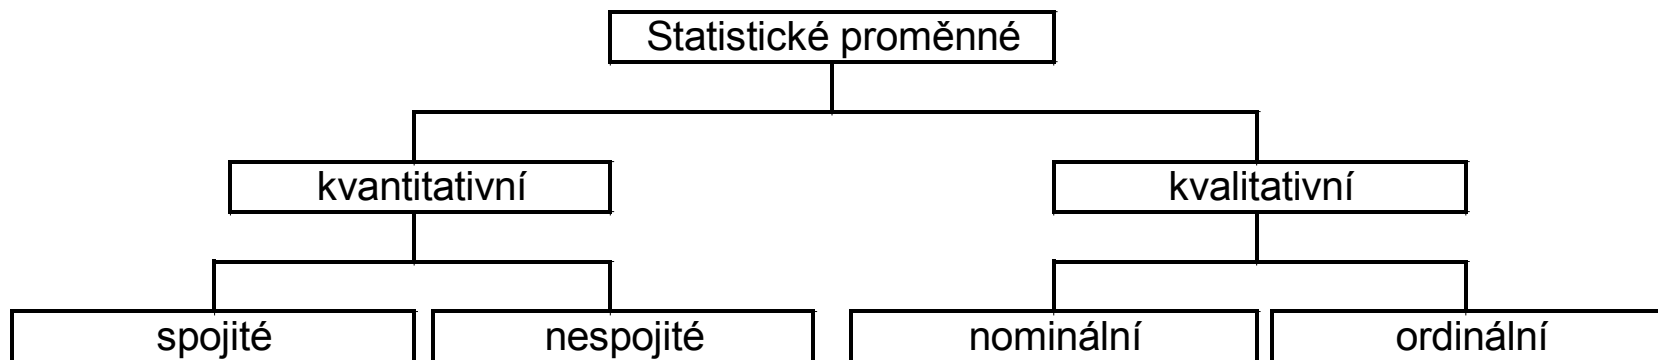 Statistické proměnné
kvantitativní
kvalitativní
spojité
nespojité
nominální
ordinální